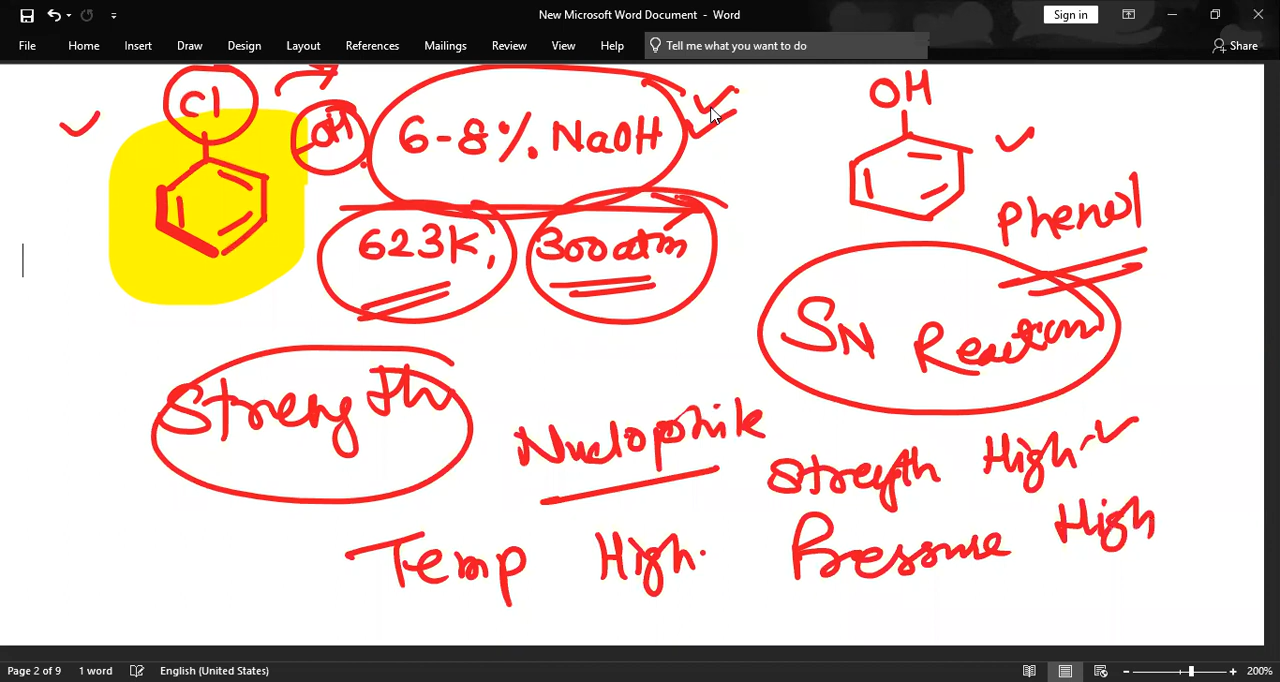 New Microsoft Word Document - Word
Sign in
File Home Insert Draw Design Layout References Mailings Review View Help Tell me what you want to do Share
Cl
OH
6-8% NaOH
OH
623K, 300atm
Phenol
SN Reaction
Strength
Nuclophile Strength High
Temp High. Pressure High
Page 2 of 9 1 word English (United States) 200%